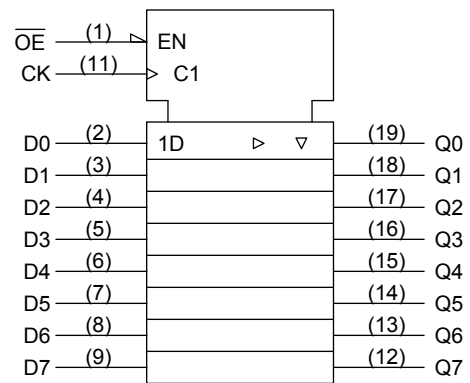 OE (1) EN
CK (11) C1
D0 (2) 1D (19) Q0
D1 (3) (18) Q1
D2 (4) (17) Q2
D3 (5) (16) Q3
D4 (6) (15) Q4
D5 (7) (14) Q5
D6 (8) (13) Q6
D7 (9) (12) Q7